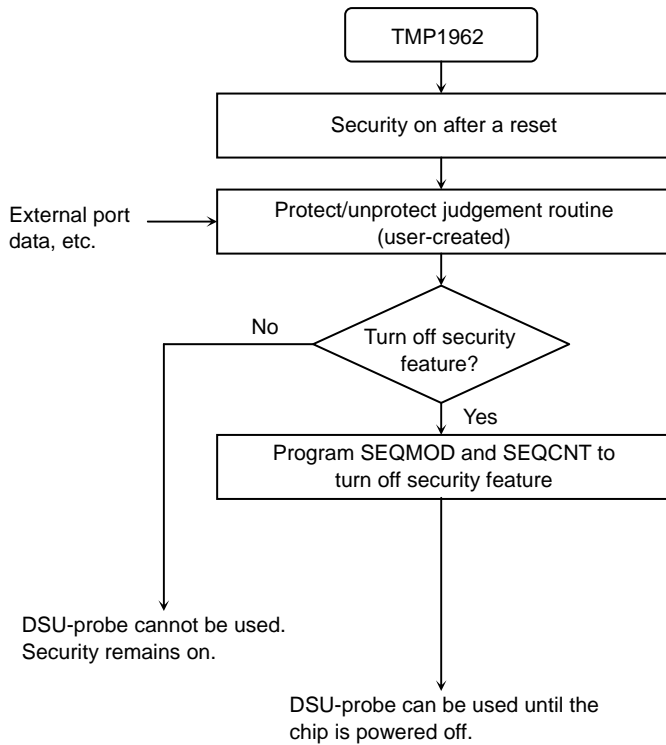 TMP1962
Security on after a reset
External port
data, etc.
Protect/unprotect judgement routine
(user-created)
No
Turn off security
feature?
Yes
Program SEQMOD and SEQCNT to
turn off security feature
DSU-probe cannot be used.
Security remains on.
DSU-probe can be used until the
chip is powered off.